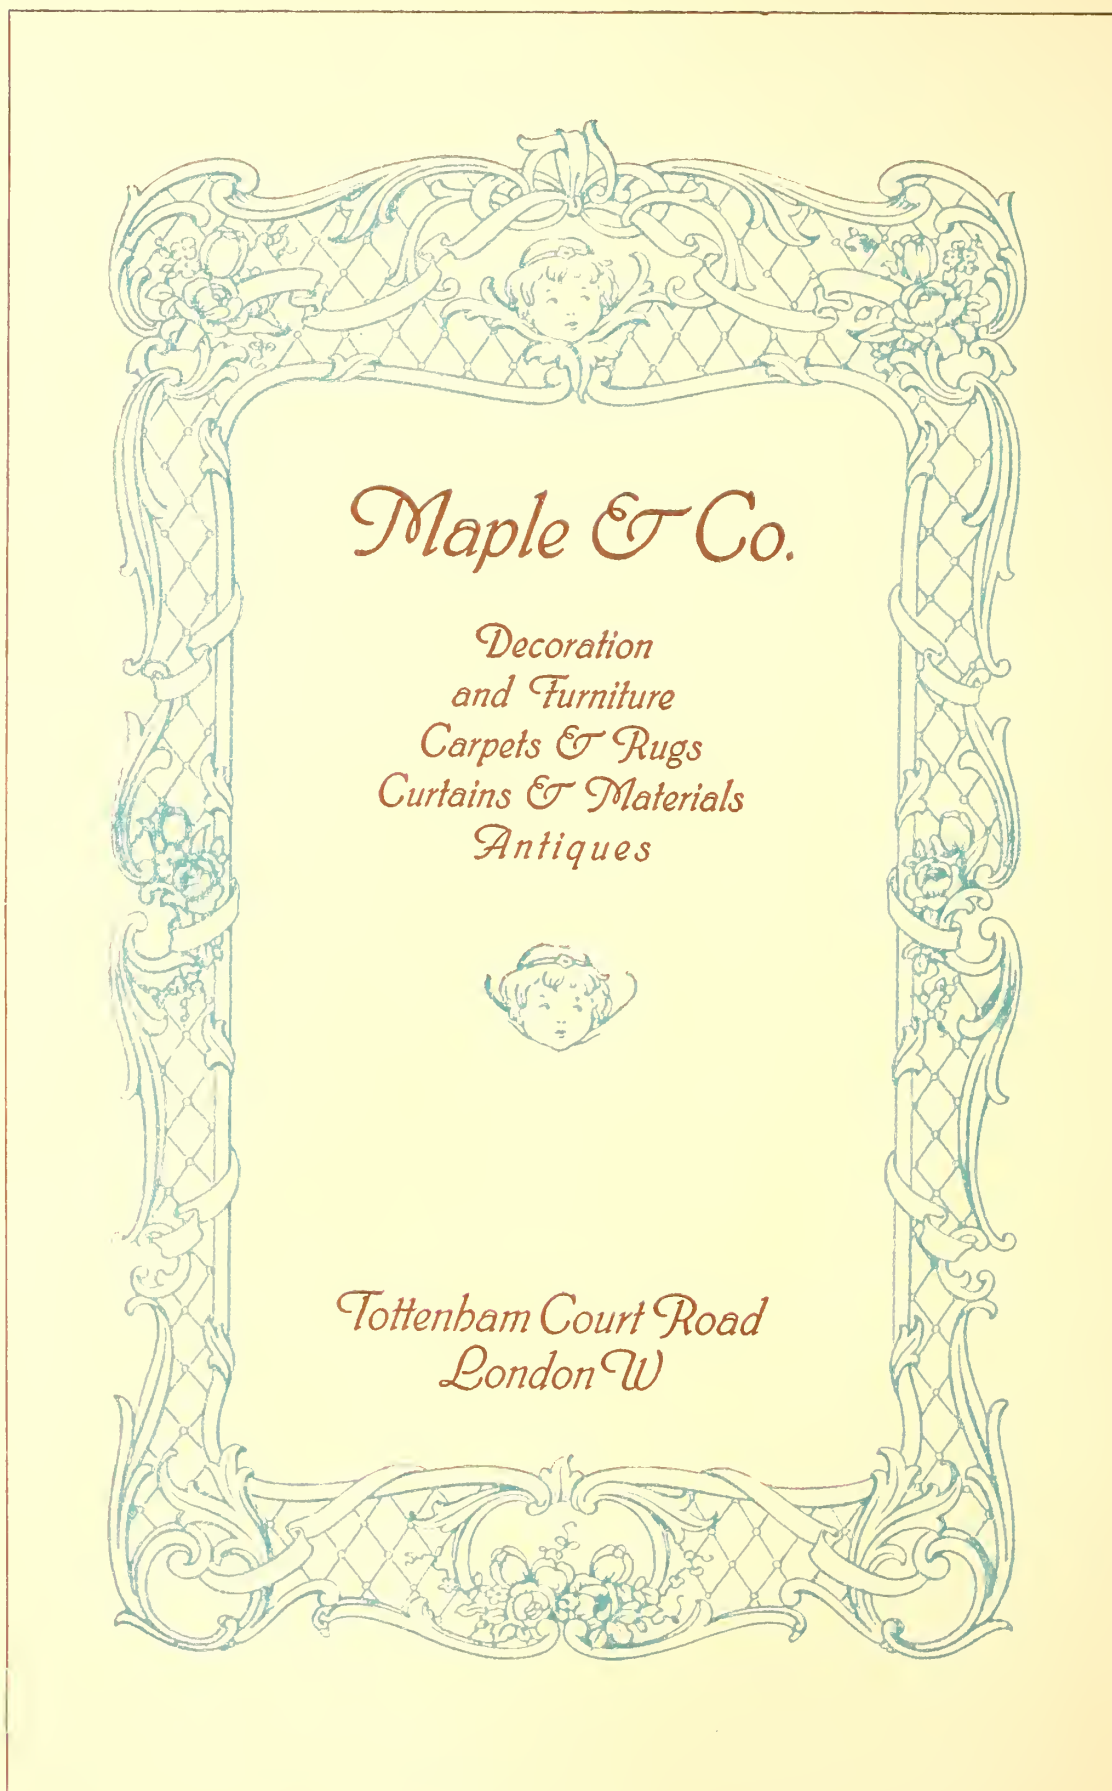 Maple & Co.
Decoration
and Furniture
Carpets & Rugs
Curtains & Materials
Antiques
Tottenham Court Road
London W